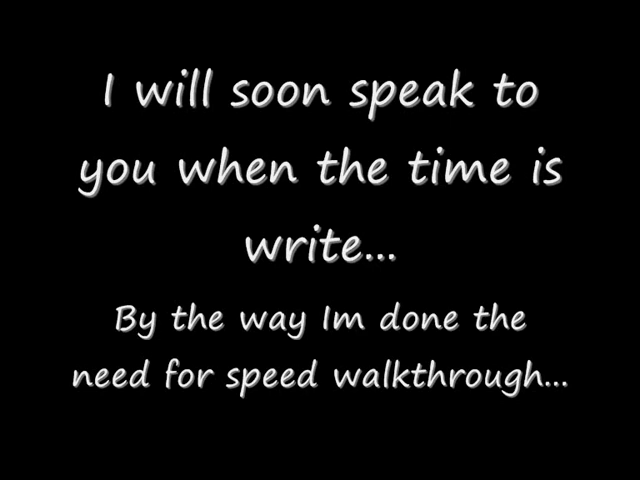 I will soon speak to
you when the time is
write...
By the way Im done the
need for speed walkthrough...